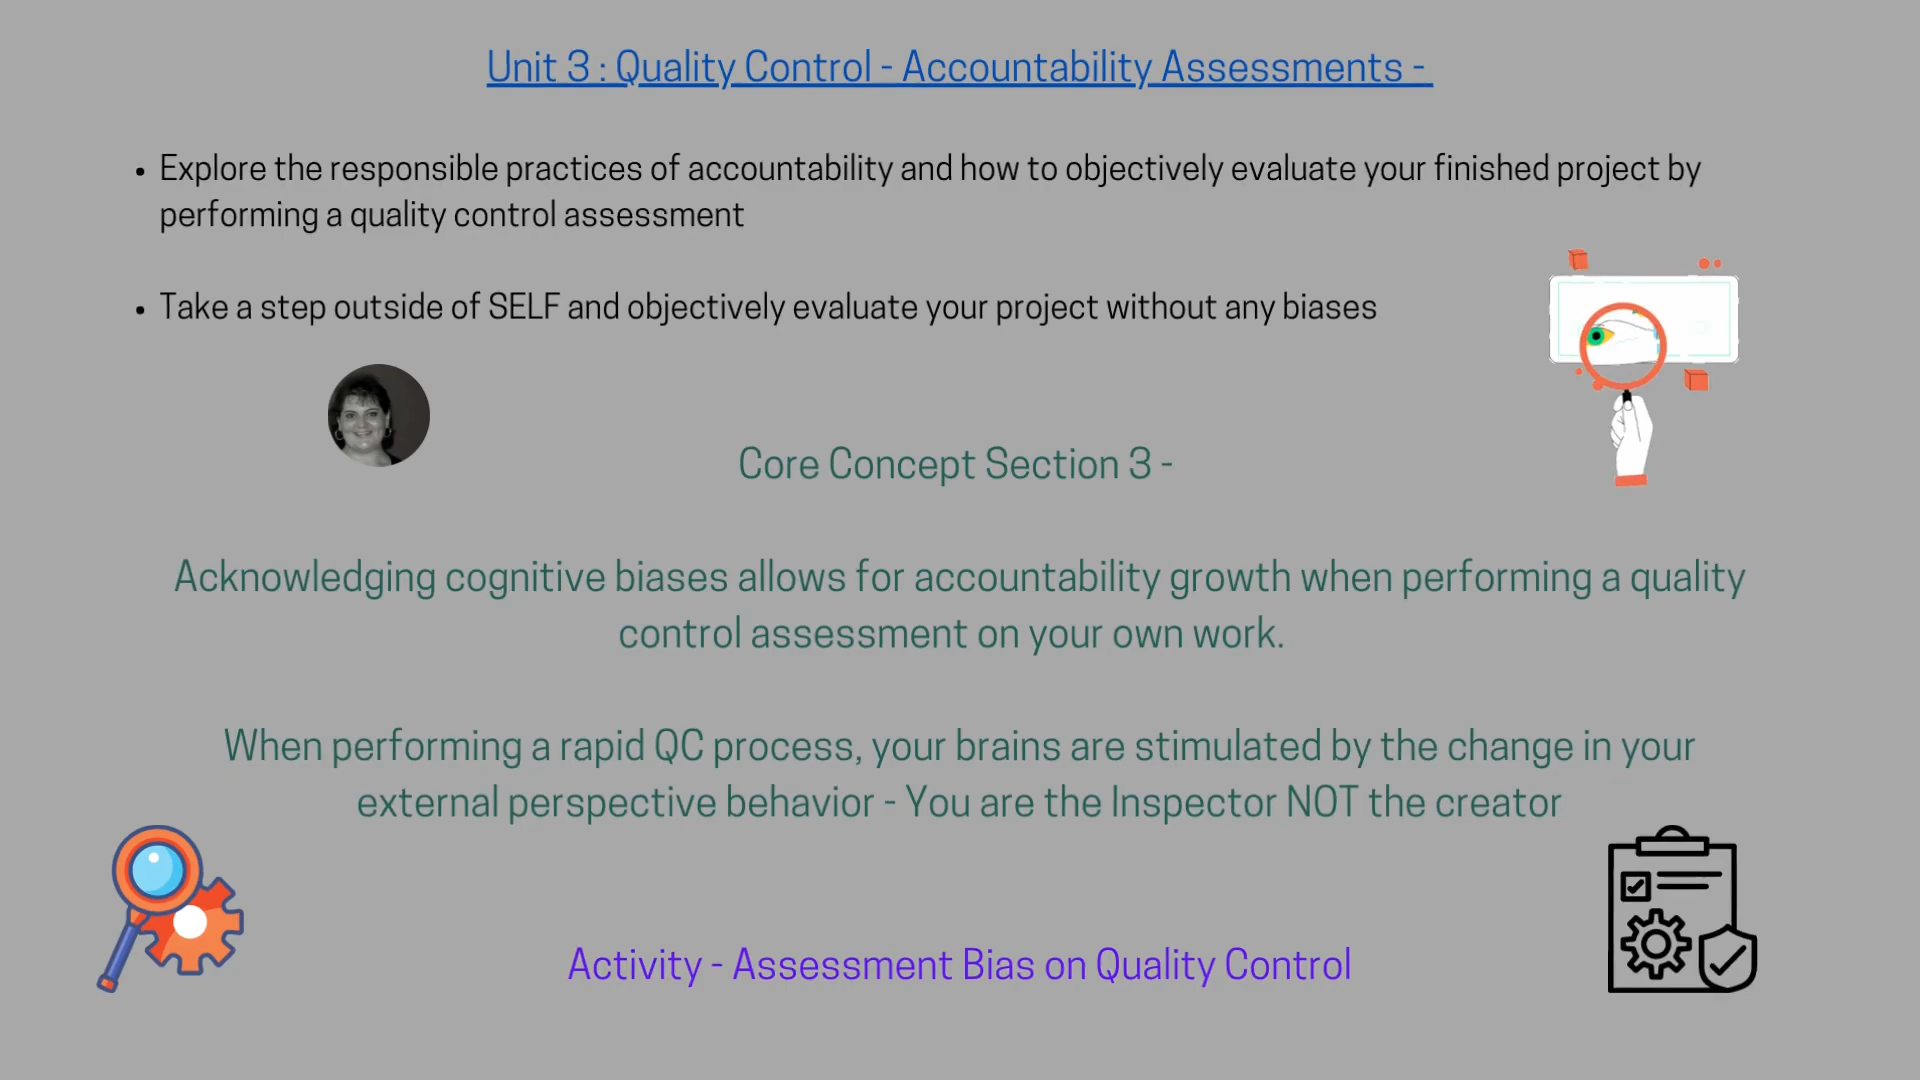 Unit 3 : Quality Control - Accountability Assessments -
• Explore the responsible practices of accountability and how to objectively evaluate your finished project by
performing a quality control assessment
• Take a step outside of SELF and objectively evaluate your project without any biases
Core Concept Section 3 -
Acknowledging cognitive biases allows for accountability growth when performing a quality
control assessment on your own work.
When performing a rapid QC process, your brains are stimulated by the change in your
external perspective behavior - You are the Inspector NOT the creator
Activity - Assessment Bias on Quality Control